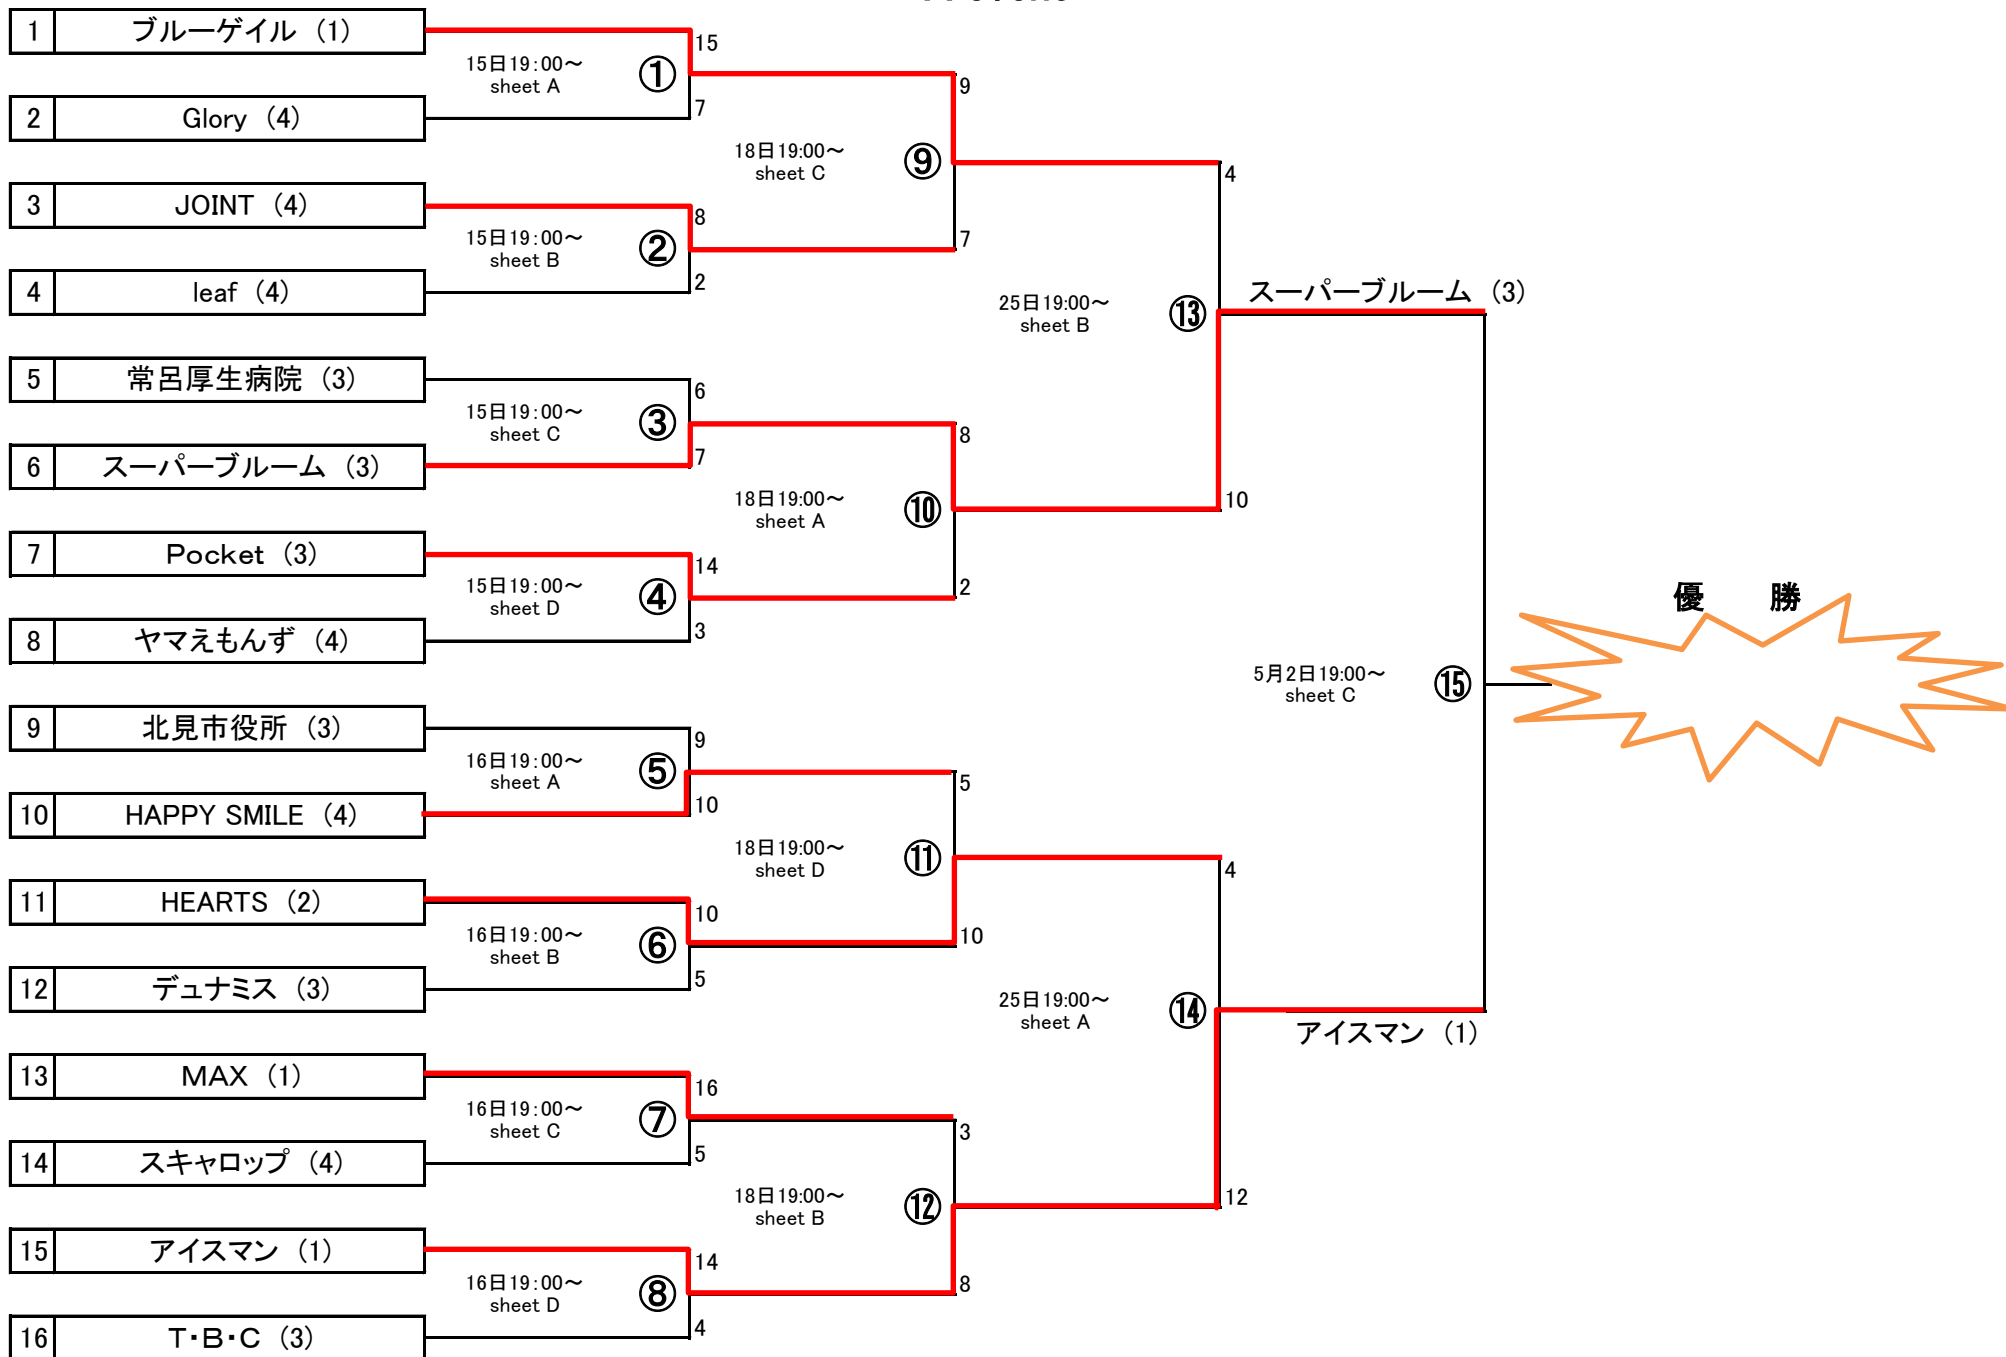 1 ブルーゲイル (1)
15
15日19:00～
sheet A
①
9
2 Glory (4)
7
18日19:00～
sheet C
⑨
3 JOINT (4)
8
4
15日19:00～
sheet B
②
7
4 leaf (4)
2
25日19:00～
sheet B
⑬
スーパーブルーム (3)
5 常呂厚生病院 (3)
6
15日19:00～
sheet C
③
8
6 スーパーブルーム (3)
7
18日19:00～
sheet A
⑩
10
7 Pocket (3)
14
15日19:00～
sheet D
④
2
優 勝
8 ヤマえもんず (4)
3
5月2日19:00～
sheet C
⑮
9 北見市役所 (3)
9
16日19:00～
sheet A
⑤
5
10 HAPPY SMILE (4)
10
18日19:00～
sheet D
⑪
11 HEARTS (2)
10
4
16日19:00～
sheet B
⑥
10
12 デュナミス (3)
5
25日19:00～
sheet A
⑭
アイスマン (1)
13 MAX (1)
16
16日19:00～
sheet C
⑦
3
14 スキャロップ (4)
5
18日19:00～
sheet B
⑫
12
15 アイスマン (1)
14
16日19:00～
sheet D
⑧
8
16 T・B・C (3)
4